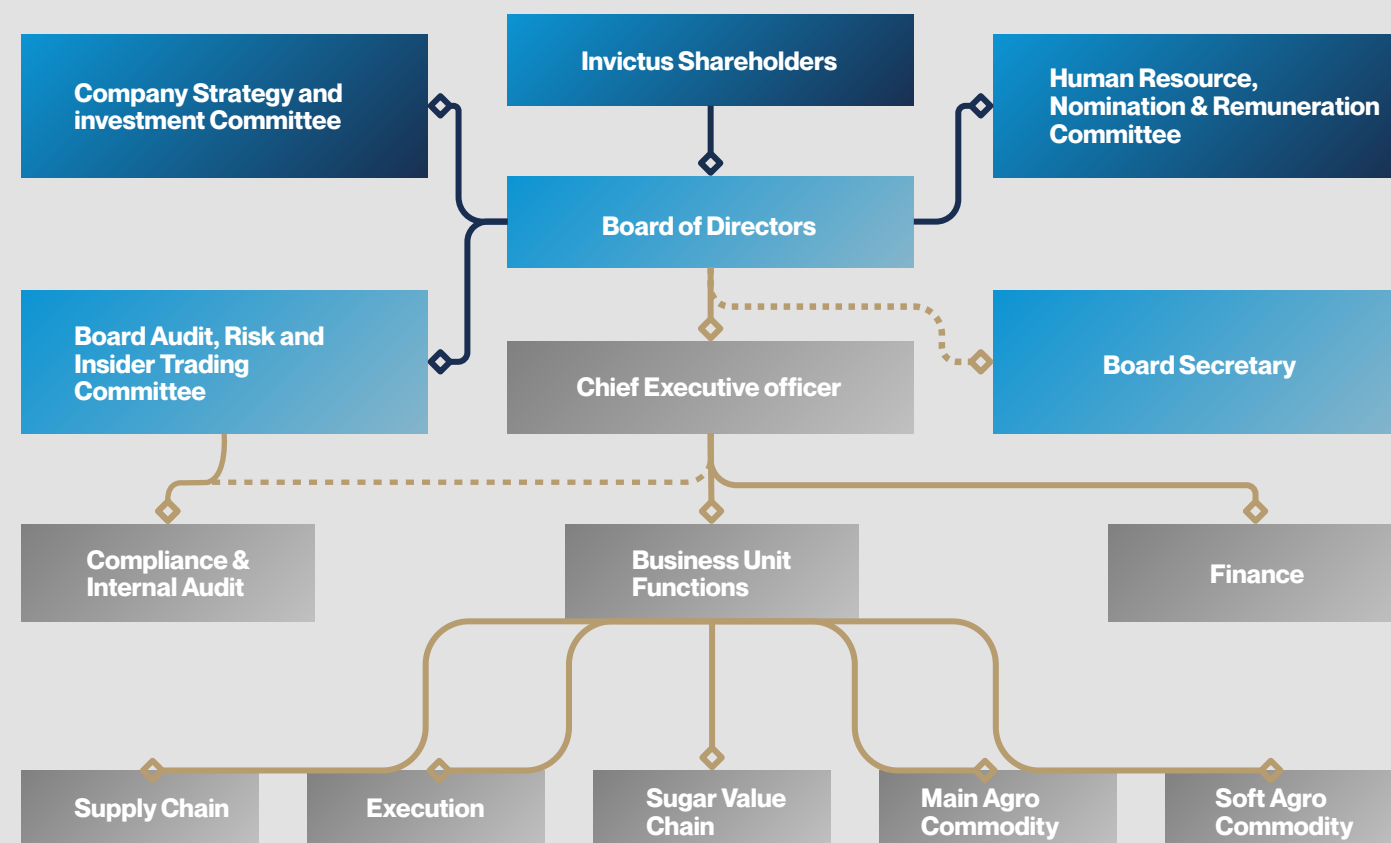 Invictus Shareholders
Company Strategy and
investment Committee
Human Resource,
Nomination & Remuneration
Committee
Board of Directors
Board Audit, Risk and
Insider Trading
Committee
Chief Executive officer
Board Secretary
Compliance &
Internal Audit
Business Unit
Functions
Finance
Supply Chain
Execution
Sugar Value
Chain
Main Agro
Commodity
Soft Agro
Commodity